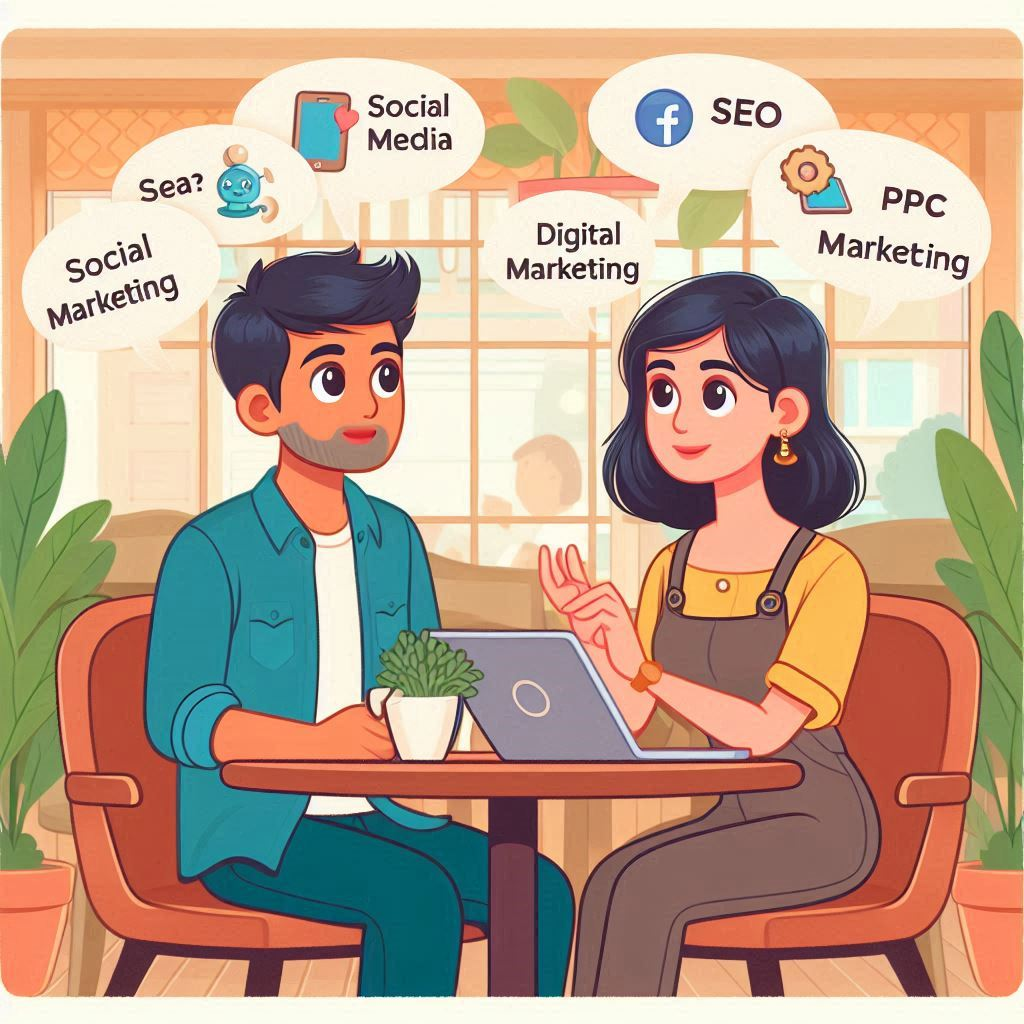 Social
Media
Sea?
Social
Marketing
Digital
Marketing
f
SEO
PPC
Marketing